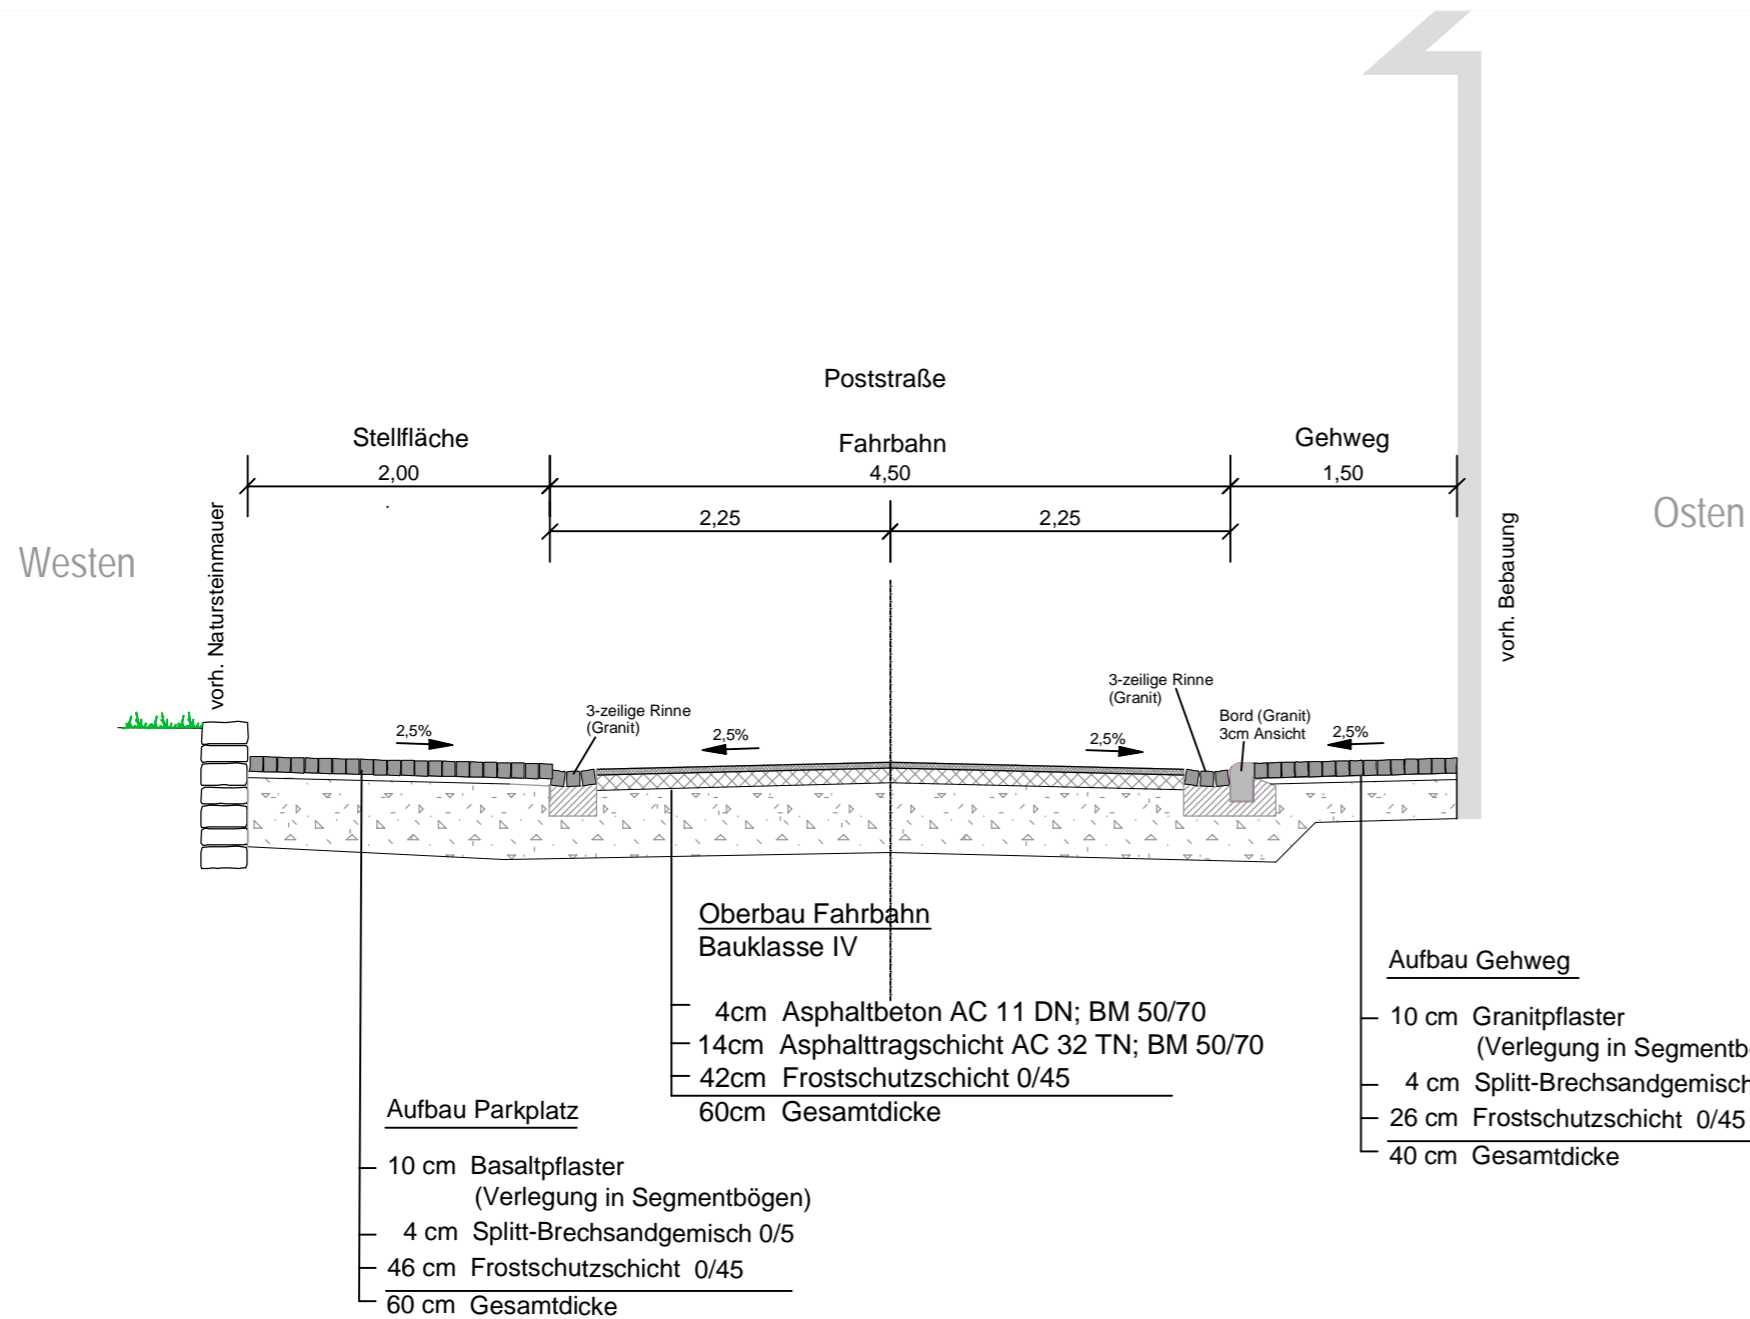 Poststraße
Stellfläche
Fahrbahn
Gehweg
2,00
4,50
1,50
2,25
2,25
Westen
Osten
vorh. Natursteinmauer
vorh. Bebauung
3-zeilige Rinne
(Granit)
3-zeilige Rinne
(Granit)
Bord (Granit)
3cm Ansicht
2,5%
2,5%
2,5%
2,5%
Oberbau Fahrbahn
Bauklasse IV
4cm Asphaltbeton AC 11 DN; BM 50/70
14cm Asphalttragschicht AC 32 TN; BM 50/70
42cm Frostschutzschicht 0/45
60cm Gesamtdicke
Aufbau Gehweg
10 cm Granitpflaster
(Verlegung in Segmentb
4 cm Splitt-Brechsandgemisch
26 cm Frostschutzschicht 0/45
40 cm Gesamtdicke
Aufbau Parkplatz
10 cm Basaltpflaster
(Verlegung in Segmentbögen)
4 cm Splitt-Brechsandgemisch 0/5
46 cm Frostschutzschicht 0/45
60 cm Gesamtdicke